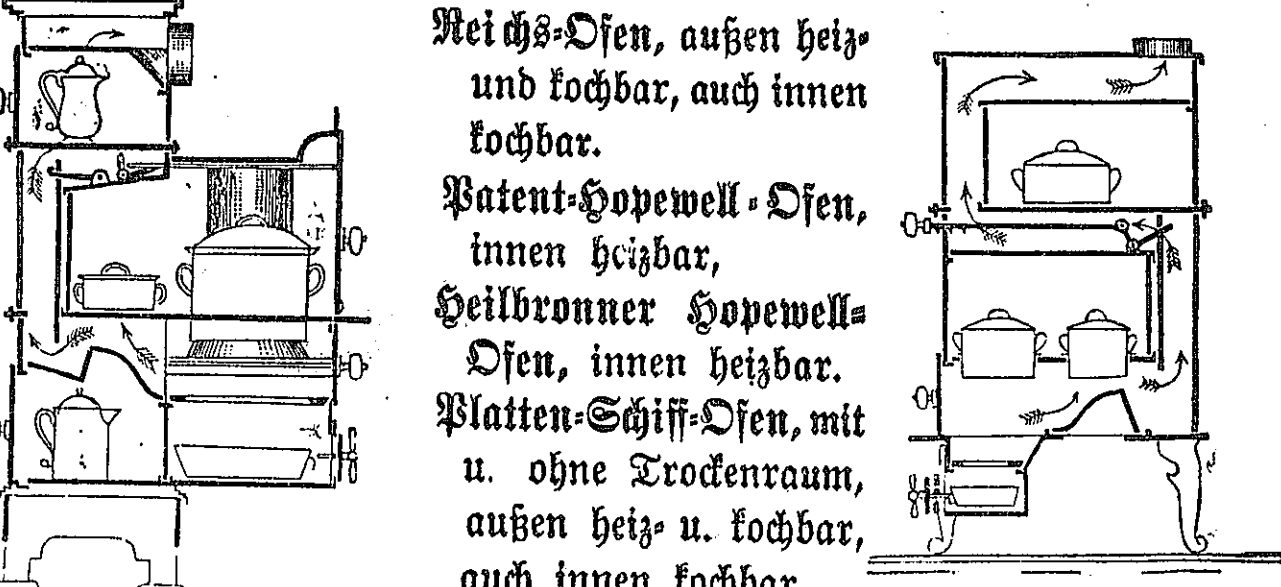 Reichs-Ofen, außen heiz-
und kochbar, auch innen
kochbar.
Patent-Hopewell-Ofen,
innen heizbar,
Heilbronner Hopewell-
Ofen, innen heizbar.
Platten-Schiff-Ofen, mit
u. ohne Trockenraum,
außen heiz- u. kochbar,
auch innen kochbar